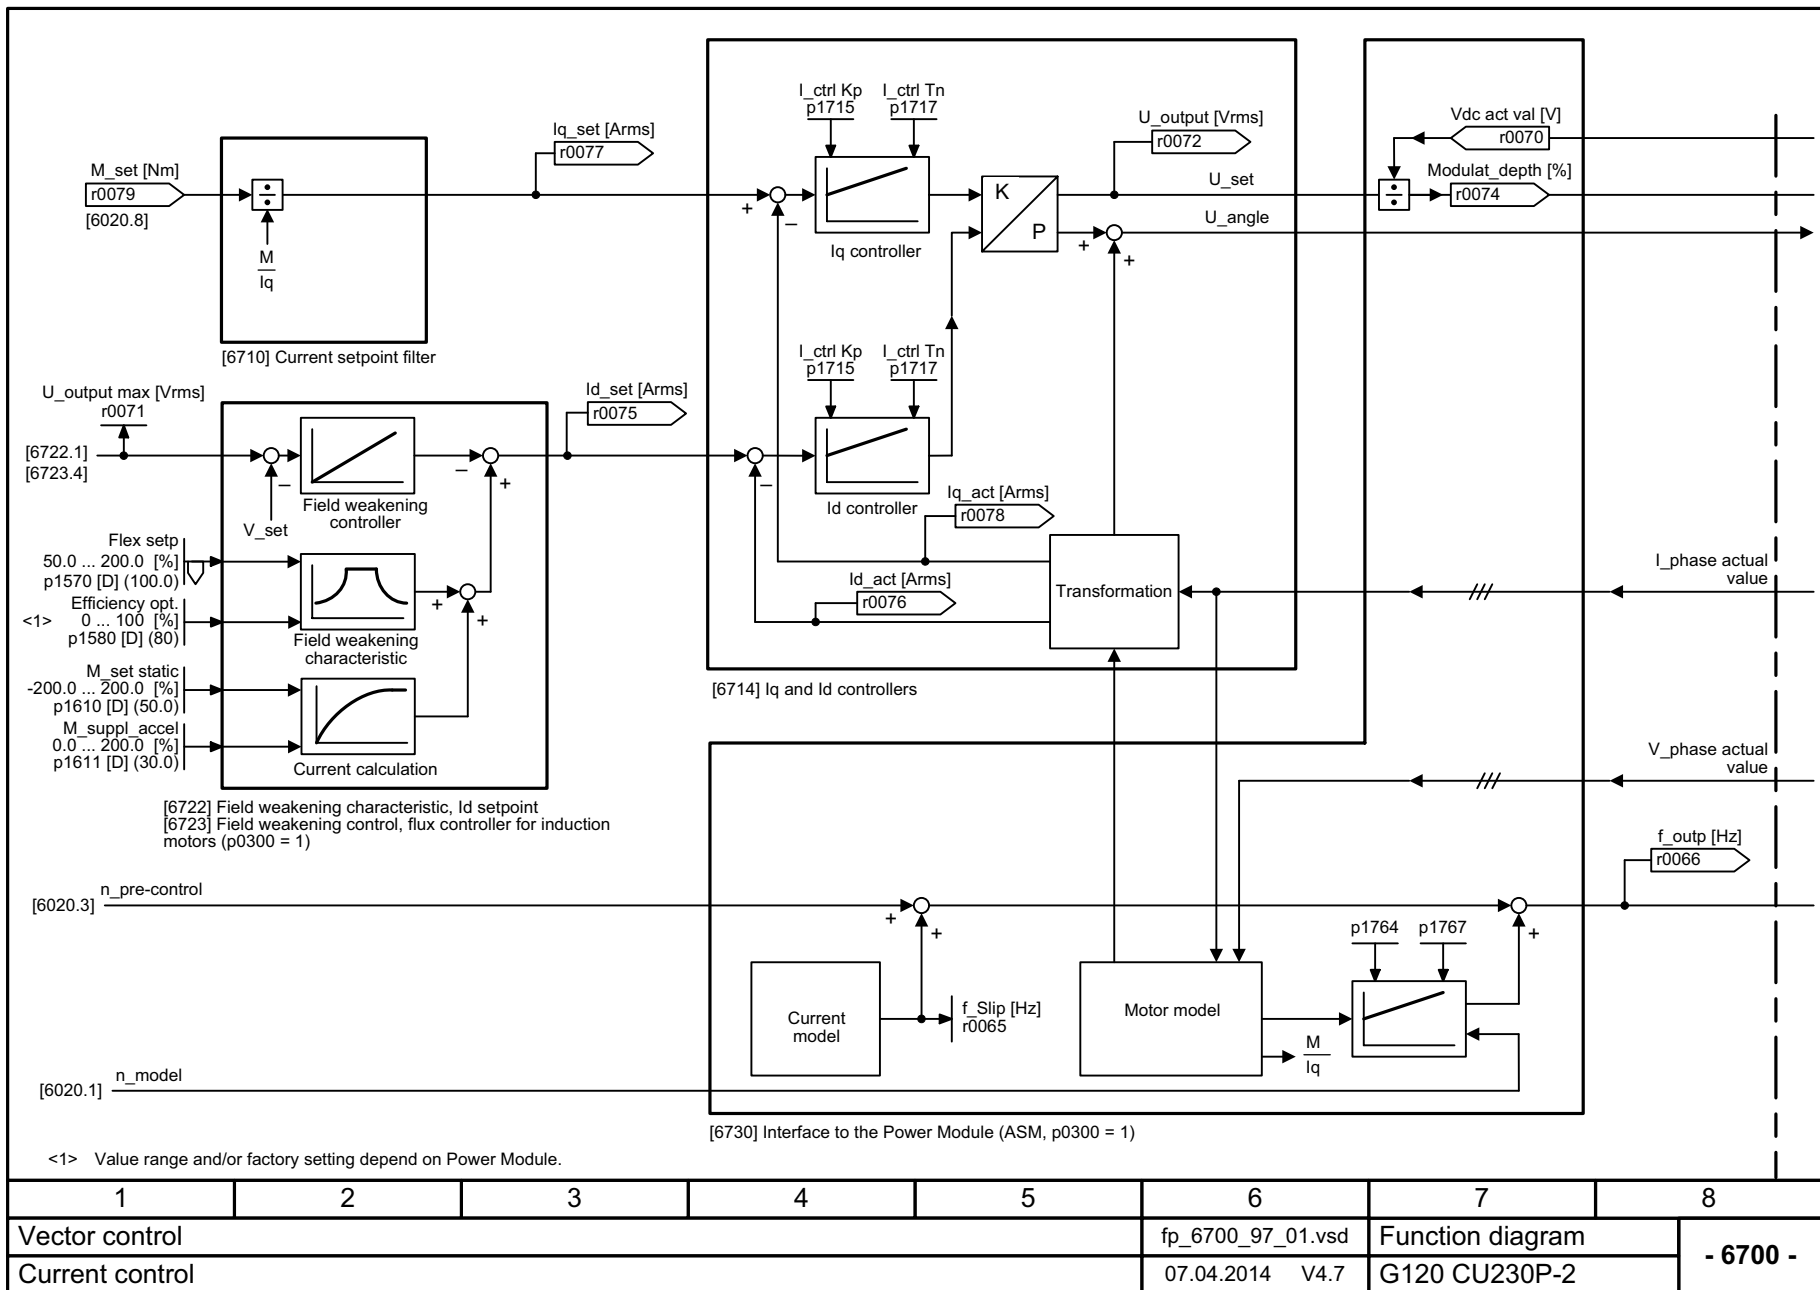 I_ctrl Kp
p1715
I_ctrl Tn
p1717
U_output [Vrms]
r0072
Vdc act val [V]
r0070
Iq_set [Arms]
r0077
M_set [Nm]
r0079
[6020.8]
÷
M
Iq
+
–
Iq controller
K
P
U_set
U_angle
+
+
÷
Modulat_depth [%]
r0074
[6710] Current setpoint filter
I_ctrl Kp
p1715
I_ctrl Tn
p1717
U_output max [Vrms]
r0071
Id_set [Arms]
r0075
[6722.1]
[6723.4]
–
V_set
Field weakening
controller
–
+
–
Id controller
Iq_act [Arms]
r0078
Id_act [Arms]
r0076
Transformation
I_phase actual
value
Flex setp
50.0 ... 200.0 [%]
p1570 [D] (100.0)
Efficiency opt.
<1> 0 ... 100 [%]
p1580 [D] (80)
Field weakening
characteristic
+
+
M_set static
-200.0 ... 200.0 [%]
p1610 [D] (50.0)
M_suppl_accel
0.0 ... 200.0 [%]
p1611 [D] (30.0)
Current calculation
[6714] Iq and Id controllers
V_phase actual
value
[6722] Field weakening characteristic, Id setpoint
[6723] Field weakening control, flux controller for induction
motors (p0300 = 1)
f_outp [Hz]
r0066
[6020.3]
n_pre-control
+
+
+
p1764
p1767
Current
model
f_Slip [Hz]
r0065
Motor model
M
Iq
[6020.1]
n_model
[6730] Interface to the Power Module (ASM, p0300 = 1)
<1> Value range and/or factory setting depend on Power Module.
1 2 3 4 5 6 7 8
Vector control
fp_6700_97_01.vsd
Function diagram
- 6700 -
Current control
07.04.2014 V4.7
G120 CU230P-2